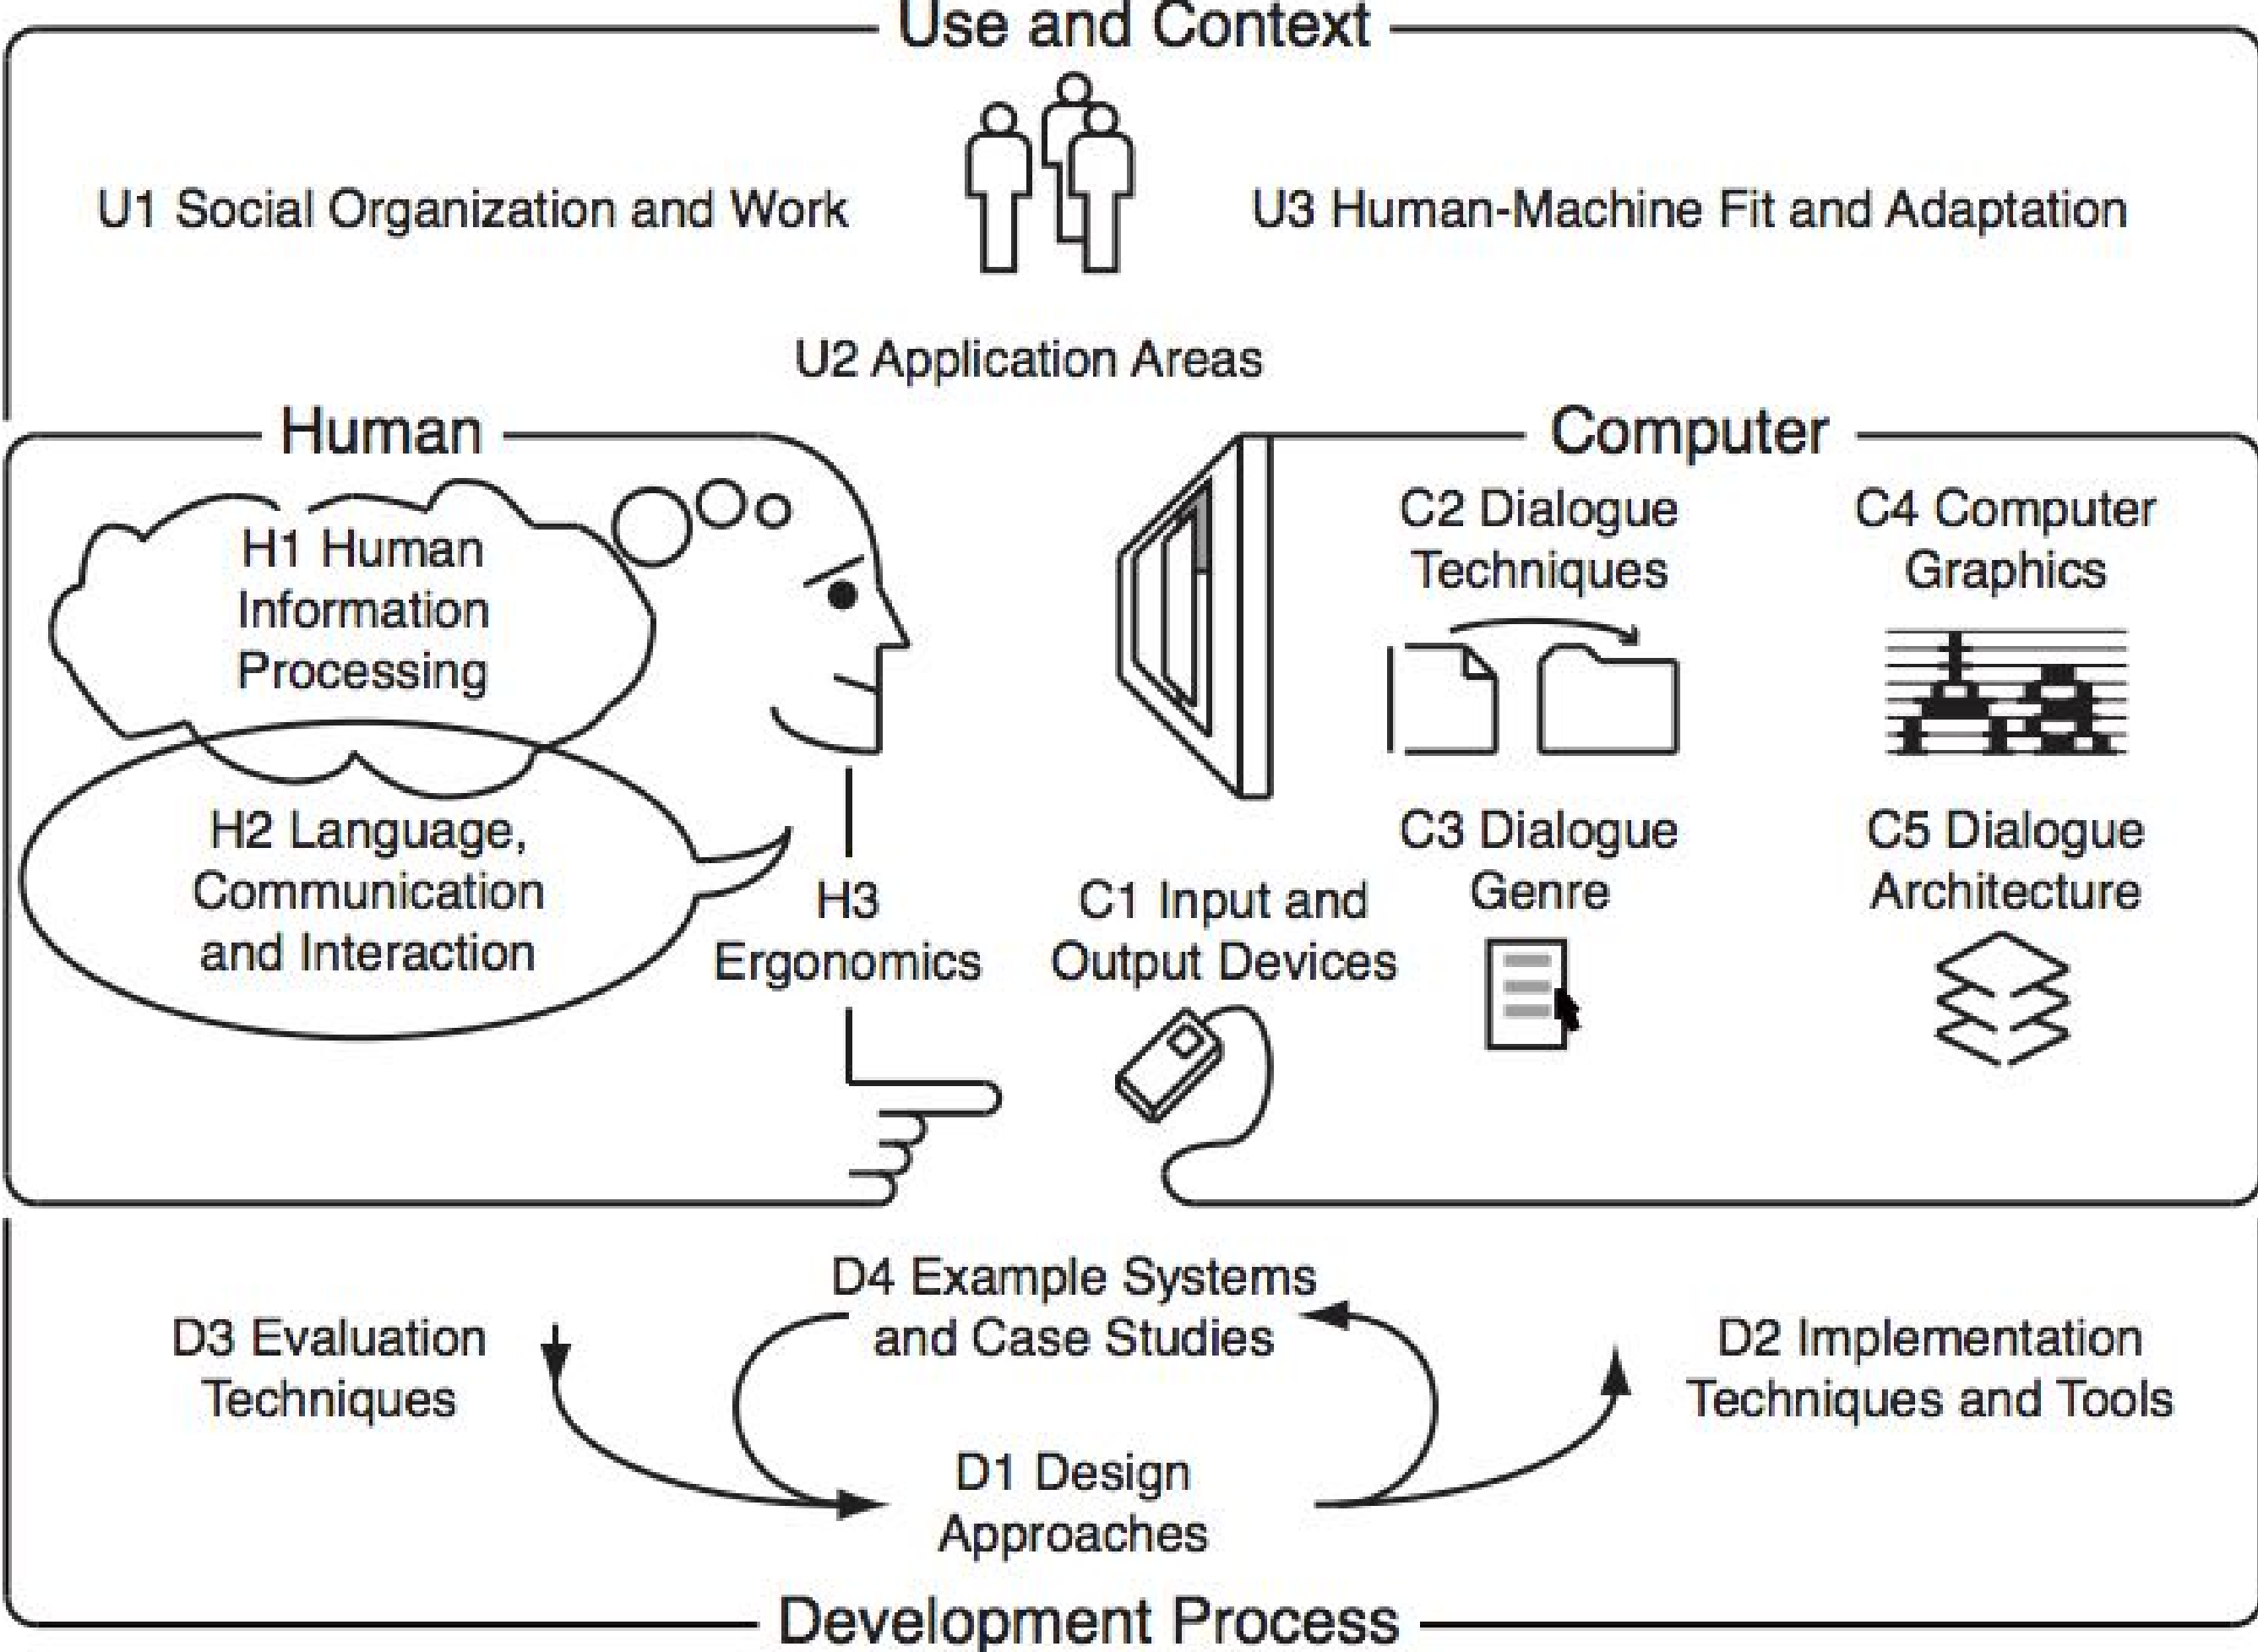 Use and Context
U1 Social Organization and Work
U3 Human-Machine Fit and Adaptation
U2 Application Areas
Human
H1 Human
Information
Processing
H2 Language,
Communication
and Interaction
H3
Ergonomics
Computer
C1 Input and
Output Devices
C2 Dialogue
Techniques
C4 Computer
Graphics
C3 Dialogue
Genre
C5 Dialogue
Architecture
D3 Evaluation
Techniques
D4 Example Systems
and Case Studies
D2 Implementation
Techniques and Tools
D1 Design
Approaches
Development Process